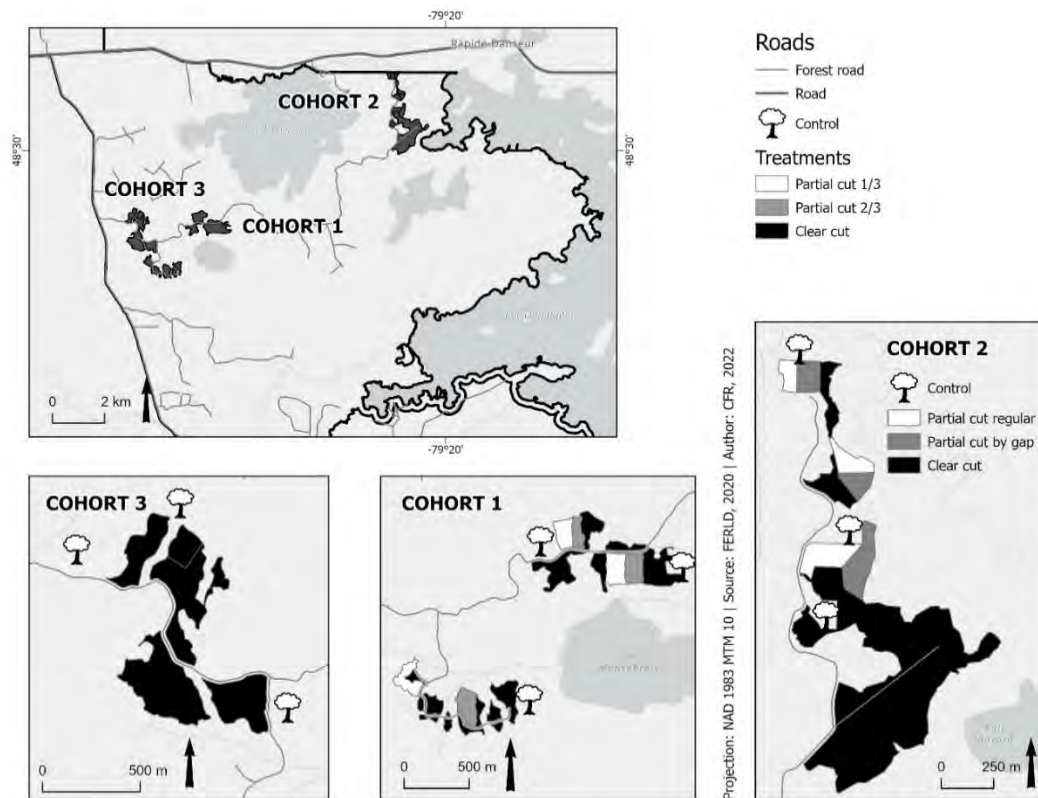 -79°20'
Rapide-Danseur
COHORT 2
48°30'
48°30'
COHORT 3
COHORT 1
0 2 km
-79°20'
Roads
Forest road
Road
Control
Treatments
Partial cut 1/3
Partial cut 2/3
Clear cut
COHORT 3
0 500 m
COHORT 1
0 500 m
Projection: NAD 1983 MTM 10 | Source: FERLD, 2020 | Author: CFR, 2022
COHORT 2
Control
Partial cut regular
Partial cut by gap
Clear cut
0 250 m